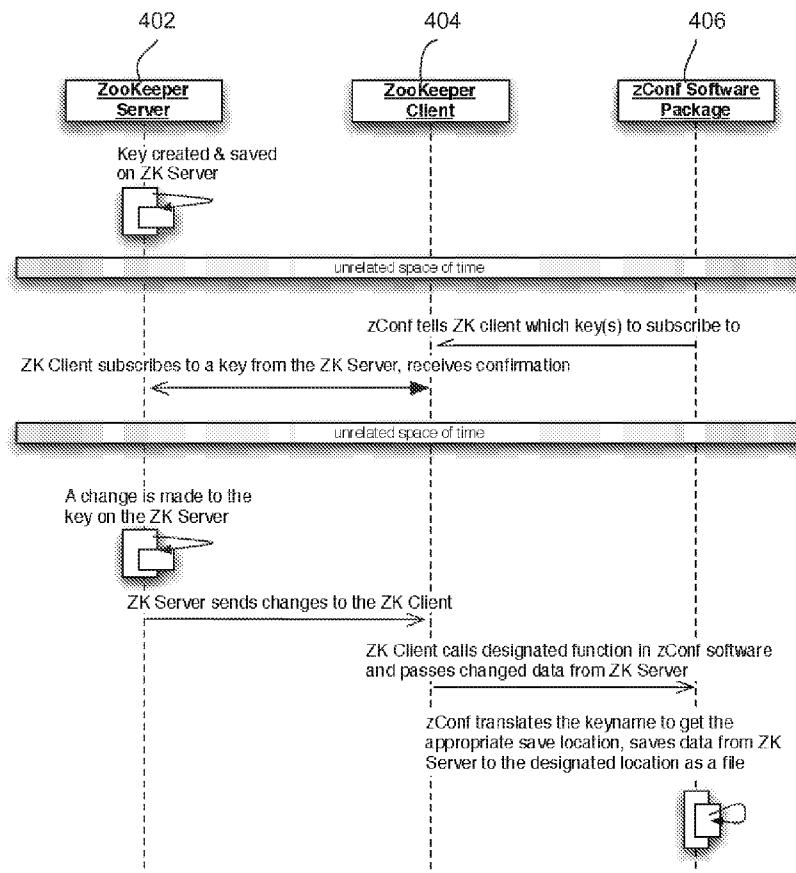 402
404
406
ZooKeeper
Server
ZooKeeper
Client
zConf Software
Package
Key created & saved
on ZK Server
unrelated space of time
zConf tells ZK client which key(s) to subscribe to
ZK Client subscribes to a key from the ZK Server, receives confirmation
unrelated space of time
A change is made to the
key on the ZK Server
ZK Server sends changes to the ZK Client
ZK Client calls designated function in zConf software
and passes changed data from ZK Server
zConf translates the keyname to get the
appropriate save location, saves data from ZK
Server to the designated location as a file